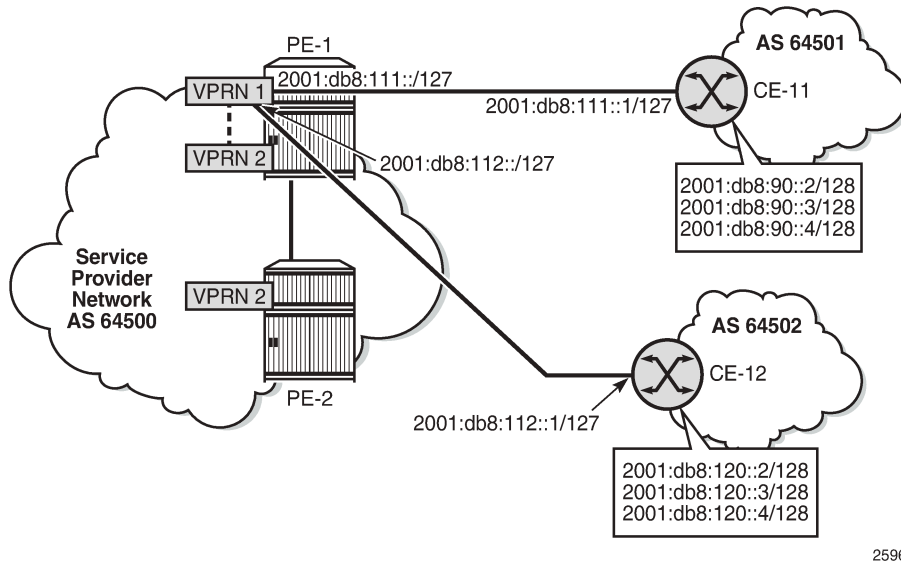 PE-1
AS 64501
VPRN 1
2001:db8:111::/127
2001:db8:111::1/127
CE-11
VPRN 2
2001:db8:112::/127
2001:db8:90::2/128
2001:db8:90::3/128
2001:db8:90::4/128
Service
Provider
Network
AS 64500
VPRN 2
PE-2
AS 64502
CE-12
2001:db8:112::1/127
2001:db8:120::2/128
2001:db8:120::3/128
2001:db8:120::4/128